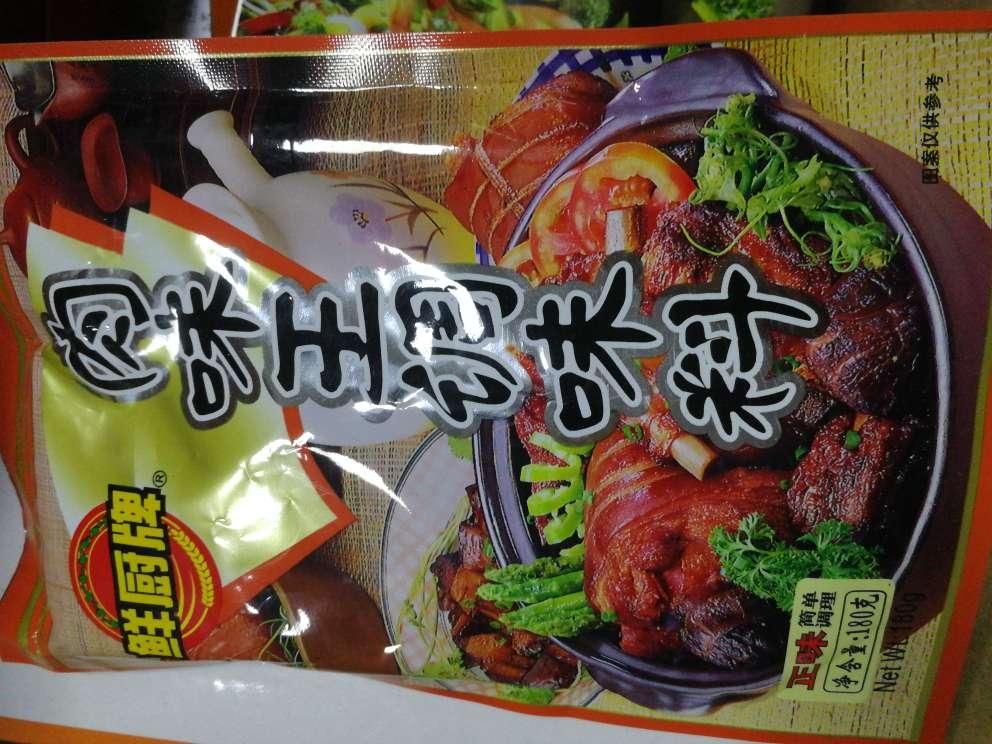 鲜厨牌®
肉味王调味料
正味
简单
调理
净含量:180克
Net Wt:180g
图案仅供参考